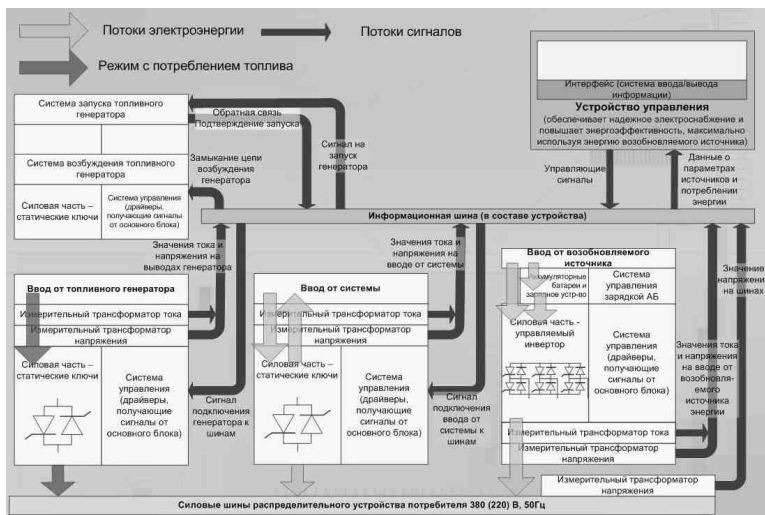 Потоки электроэнергии
Потоки сигналов
Режим с потреблением топлива
Интерфейс (система ввода/вывода
информации)
Устройство управления
(обеспечивает надежное электроснабжение и
повышает энергоэффективность, максимально
используя энергию возобновляемого источника)
Система запуска топливного
генератора
Обратная связь
Подтверждение запуска
Система возбуждения топливного
генератора
Замыкание цепи
возбуждения
генератора
Сигнал на
запуск
генератора
Управляющие
сигналы
Данные о
параметрах
источников и
потреблении
энергии
Силовая часть –
статические ключи
Система управления
(драйверы,
получающие сигналы
от основного блока)
Информационная шина (в составе устройства)
Значения тока и
напряжения на
выводах генератора
Значения тока и
напряжения на
вводе от системы
Ввод от топливного генератора
Измерительный трансформатор тока
Измерительный трансформатор
напряжения
Силовая часть –
статические ключи
Система
управления
(драйверы,
получающие
сигналы от
основного блока)
Сигнал
подключения
генератора к
шинам
Ввод от системы
Измерительный трансформатор тока
Измерительный трансформатор
напряжения
Силовая часть –
статические ключи
Система
управления
(драйверы,
получающие
сигналы от
основного блока)
Сигнал
подключения
ввода от
системы к
шинам
Ввод от возобновляемого
источника
Аккумуляторные
батареи и
зарядное устр-во
Система
управления
зарядкой АБ
Силовая часть -
управляемый
инвертор
Система
управления
(драйверы,
получающие
сигналы от
основного блока)
Измерительный трансформатор тока
Измерительный трансформатор
напряжения
Значения тока
и напряжения
на вводе от
возобновля-
емого
источника
энергии
Значение
напряжения
на шинах
Измерительный трансформатор
напряжения
Силовые шины распределительного устройства потребителя 380 (220) В, 50Гц